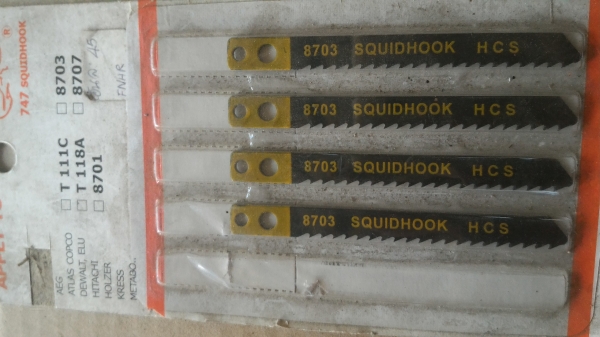 8703 SQUIDHOOK HCS
8703 SQUIDHOOK HCS
8703 SQUIDHOOK HCS
8703 SQUIDHOOK HCS
®
747 SQUIDHOOK
8703
8707
T 111C
T 118A
8701
AEG
ATLAS COPCO
DEWALT, ELU
HITACHI
HOLZER
KRESS
METABO..